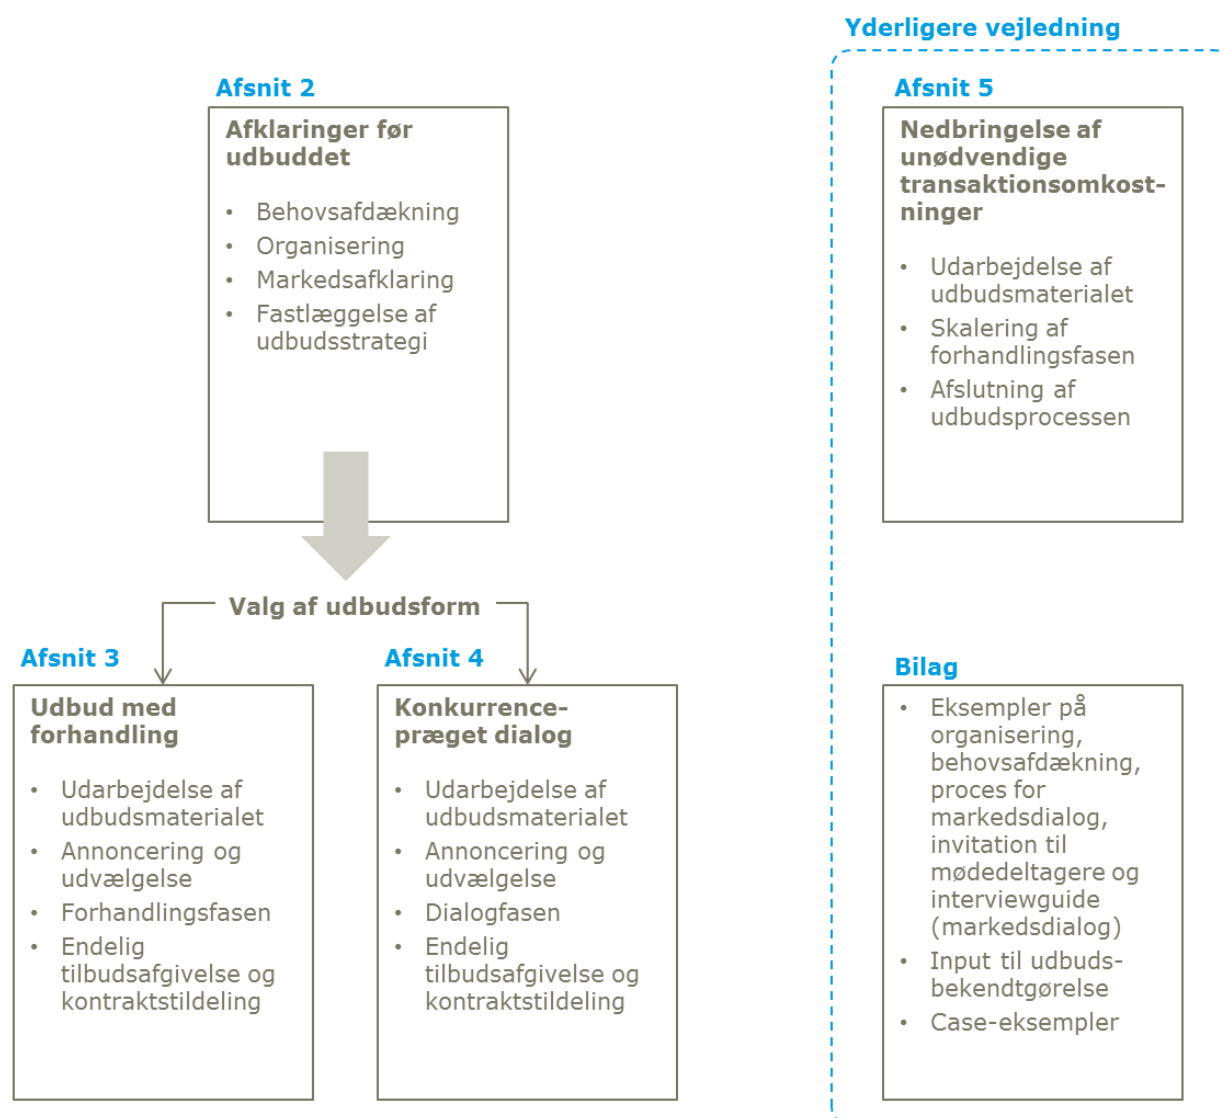 Afsnit 2
Afklaringer før
udbuddet
• Behovsafdækning
• Organisering
• Markedsafklaring
• Fastlæggelse af
udbudsstrategi
Valg af udbudsform
Afsnit 3
Udbud med
forhandling
• Udarbejdelse af
udbudsmaterialet
• Annoncering og
udvælgelse
• Forhandlingsfasen
• Endelig
tilbudsafgivelse og
kontraktstildeling
Afsnit 4
Konkurrence-
præget dialog
• Udarbejdelse af
udbudsmaterialet
• Annoncering og
udvælgelse
• Dialogfasen
• Endelig
tilbudsafgivelse og
kontraktstildeling
Yderligere vejledning
Afsnit 5
Nedbringelse af
unødvendige
transaktionsomkost-
ninger
• Udarbejdelse af
udbudsmaterialet
• Skalering af
forhandlingsfasen
• Afslutning af
udbudsprocessen
Bilag
• Eksempler på
organisering,
behovsafdækning,
proces for
markedsdialog,
invitation til
mødedeltagere og
interviewguide
(markedsdialog)
• Input til udbuds-
bekendtgørelse
• Case-eksempler